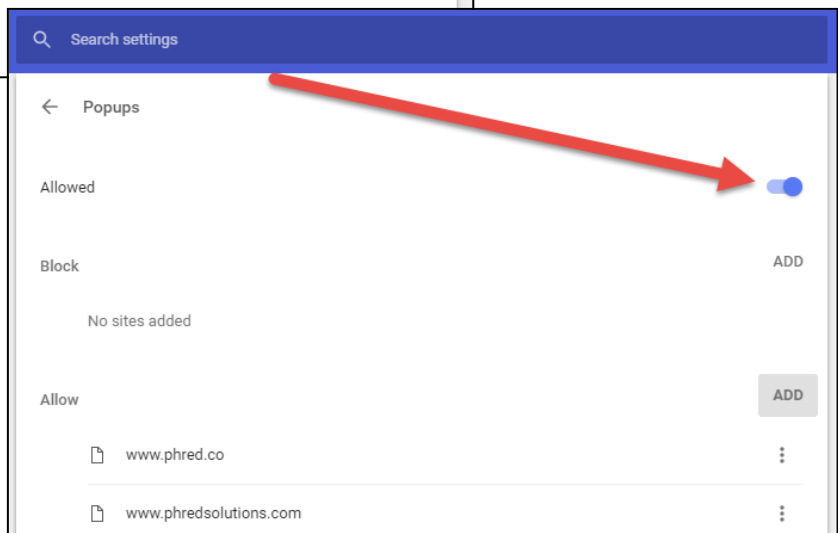 Search settings
Popups
Allowed
Block ADD
No sites added
Allow ADD
www.phred.co
www.phredsolutions.com